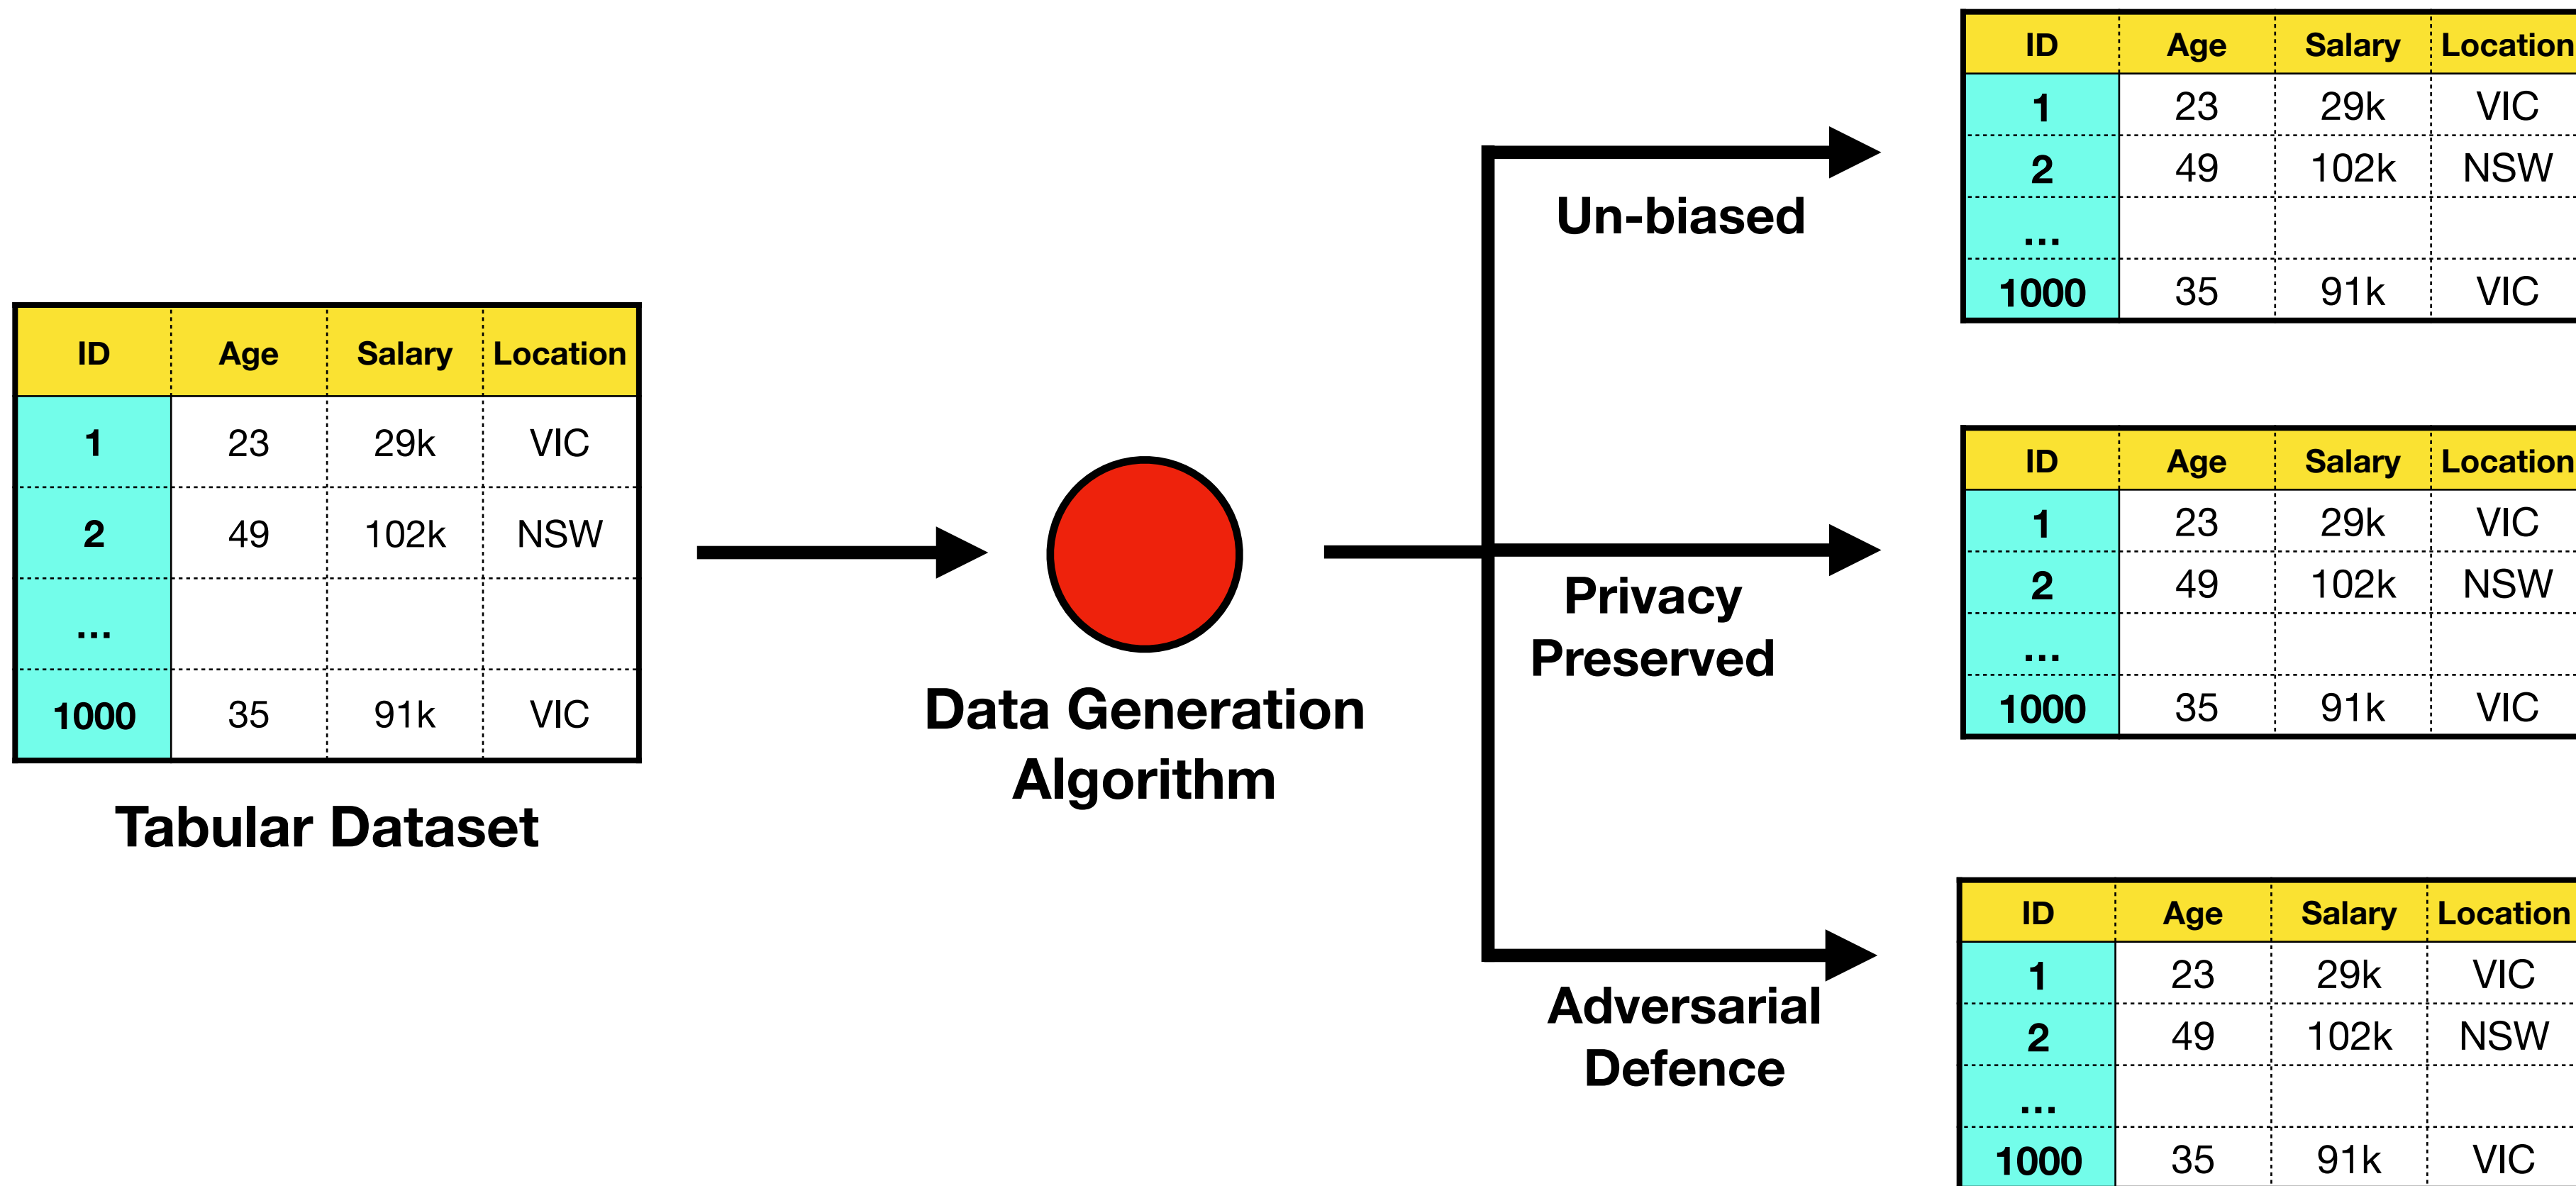 ID Age Salary Location
1 23 29k VIC
2 49 102k NSW
...
1000 35 91k VIC
Tabular Dataset
Data Generation
Algorithm
Un-biased
ID Age Salary Location
1 23 29k VIC
2 49 102k NSW
...
1000 35 91k VIC
Privacy
Preserved
ID Age Salary Location
1 23 29k VIC
2 49 102k NSW
...
1000 35 91k VIC
Adversarial
Defence
ID Age Salary Location
1 23 29k VIC
2 49 102k NSW
...
1000 35 91k VIC